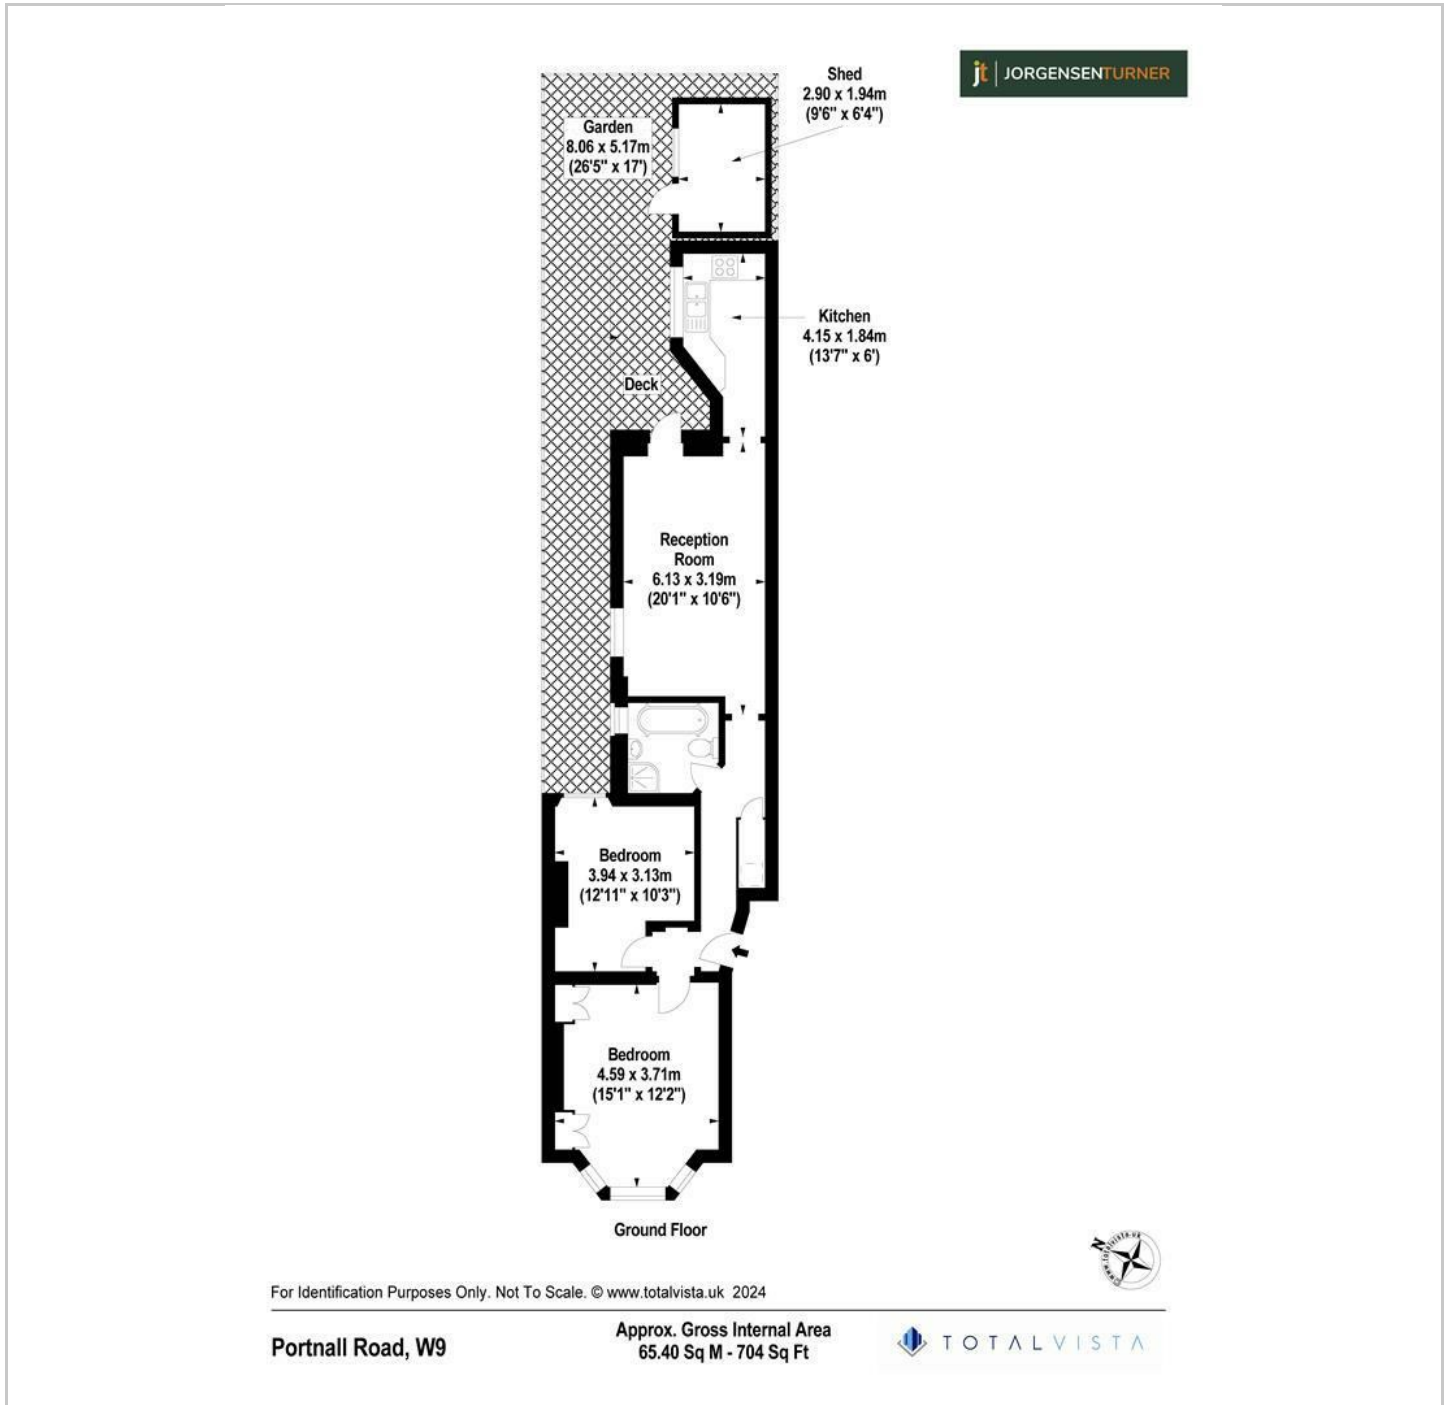 jt JORGENSENTURNER
Shed
2.90 x 1.94m
(9'6" x 6'4")
Garden
8.06 x 5.17m
(26'5" x 17')
Kitchen
4.15 x 1.84m
(13'7" x 6')
Deck
Reception
Room
6.13 x 3.19m
(20'1" x 10'6")
Bedroom
3.94 x 3.13m
(12'11" x 10'3")
Bedroom
4.59 x 3.71m
(15'1" x 12'2")
Ground Floor
N
www.totalvista.uk
For Identification Purposes Only. Not To Scale. © www.totalvista.uk 2024
Portnall Road, W9
Approx. Gross Internal Area
65.40 Sq M - 704 Sq Ft
TOTALVISTA